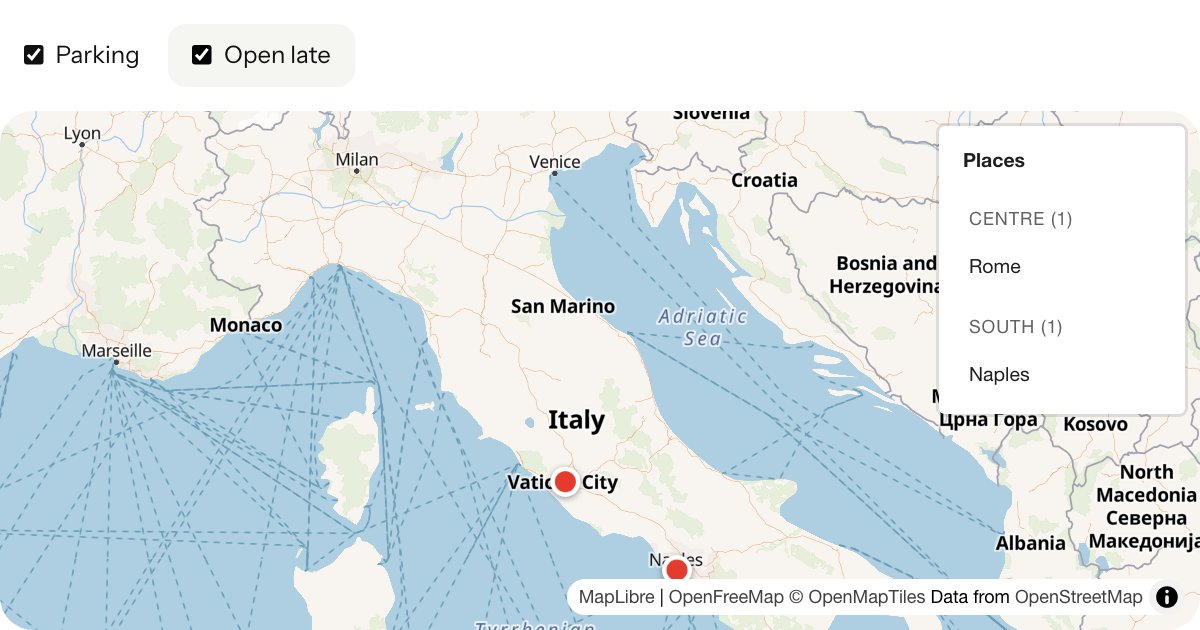 Parking
Open late
Slovenia
Lyon
Milan
Venice
Croatia
Places
CENTRE (1)
Rome
SOUTH (1)
Naples
Bosnia and
Herzegovina
San Marino
Adriatic
Sea
Monaco
Marseille
Italy
Црна Гора
Kosovo
City
North
Macedonia
Северна
Македонија
Albania
MapLibre | OpenFreeMap © OpenMapTiles Data from OpenStreetMap
Tyrrhenian